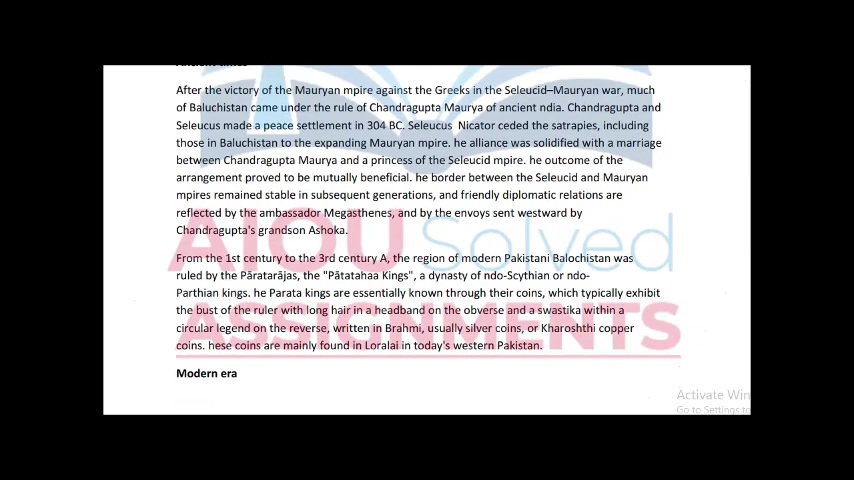 Ancient times
After the victory of the Mauryan mpire against the Greeks in the Seleucid–Mauryan war, much
of Baluchistan came under the rule of Chandragupta Maurya of ancient ndia. Chandragupta and
Seleucus made a peace settlement in 304 BC. Seleucus  Nicator ceded the satrapies, including
those in Baluchistan to the expanding Mauryan mpire. he alliance was solidified with a marriage
between Chandragupta Maurya and a princess of the Seleucid mpire. he outcome of the
arrangement proved to be mutually beneficial. he border between the Seleucid and Mauryan
mpires remained stable in subsequent generations, and friendly diplomatic relations are
reflected by the ambassador Megasthenes, and by the envoys sent westward by
Chandragupta's grandson Ashoka.
AIOU Solved
From the 1st century to the 3rd century A, the region of modern Pakistani Balochistan was
ruled by the Pāratarājas, the "Pātatahaa Kings", a dynasty of ndo-Scythian or ndo-
Parthian kings. he Parata kings are essentially known through their coins, which typically exhibit
the bust of the ruler with long hair in a headband on the obverse and a swastika within a
circular legend on the reverse, written in Brahmi, usually silver coins, or Kharoshthi copper
coins. hese coins are mainly found in Loralai in today's western Pakistan.
ASSIGNMENTS
Modern era
Activate Win
Go to Settings to